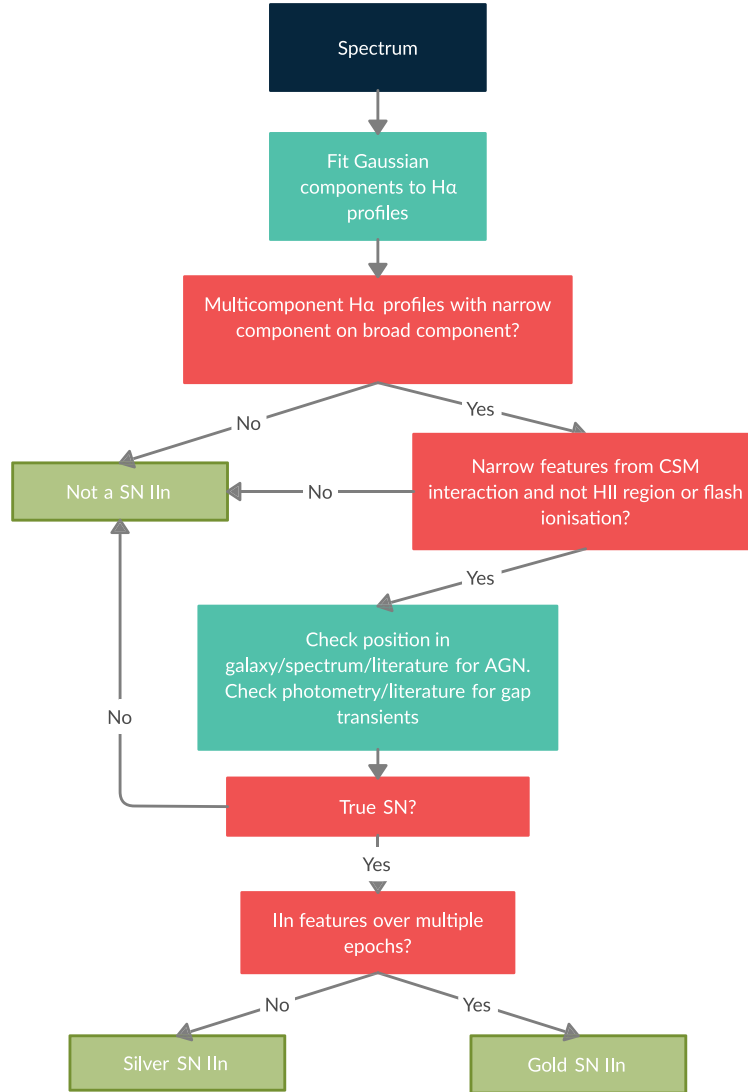 Spectrum
Fit Gaussian
components to Hα
profiles
Multicomponent Hα profiles with narrow
component on broad component?
No
Yes
Not a SN IIn
No
Narrow features from CSM
interaction and not HII region or flash
ionisation?
Yes
Check position in
galaxy/spectrum/literature for AGN.
Check photometry/literature for gap
transients
No
True SN?
Yes
IIn features over multiple
epochs?
No
Yes
Silver SN IIn
Gold SN IIn